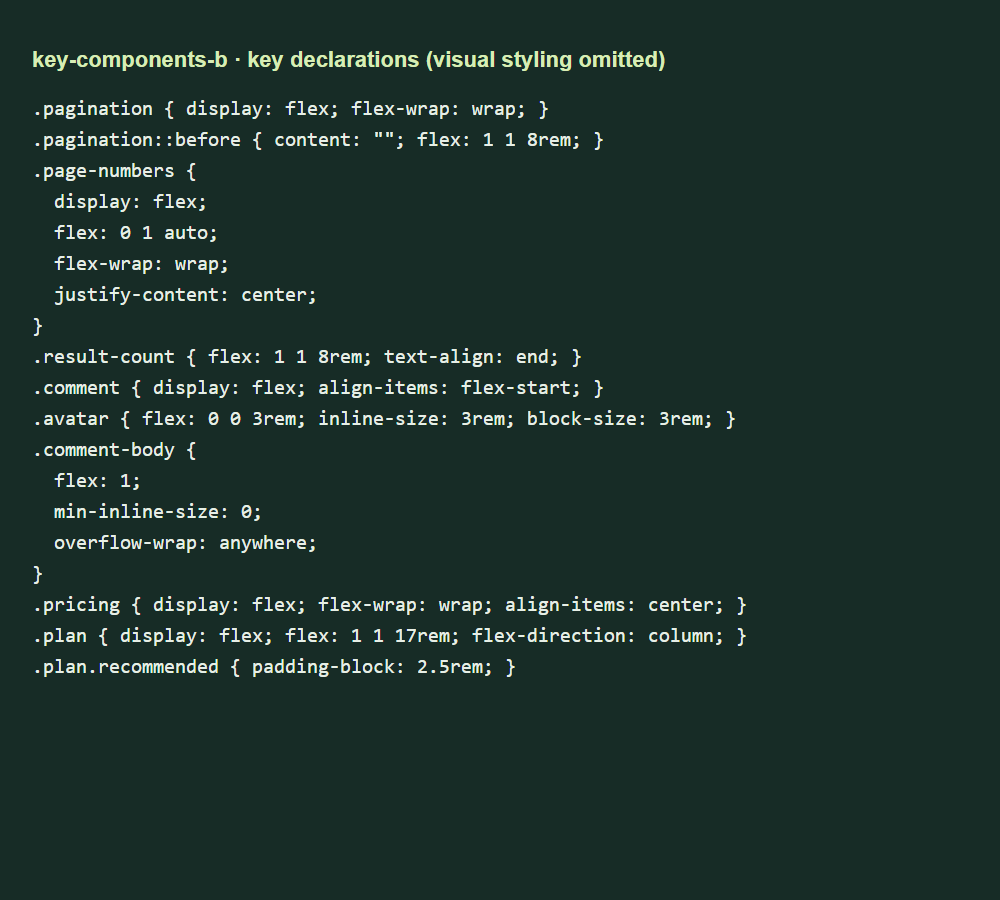 key-components-b · key declarations (visual styling omitted)
.pagination { display: flex; flex-wrap: wrap; }
.pagination::before { content: ""; flex: 1 1 8rem; }
.page-numbers {
  display: flex;
  flex: 0 1 auto;
  flex-wrap: wrap;
  justify-content: center;
}
.result-count { flex: 1 1 8rem; text-align: end; }
.comment { display: flex; align-items: flex-start; }
.avatar { flex: 0 0 3rem; inline-size: 3rem; block-size: 3rem; }
.comment-body {
  flex: 1;
  min-inline-size: 0;
  overflow-wrap: anywhere;
}
.pricing { display: flex; flex-wrap: wrap; align-items: center; }
.plan { display: flex; flex: 1 1 17rem; flex-direction: column; }
.plan.recommended { padding-block: 2.5rem; }